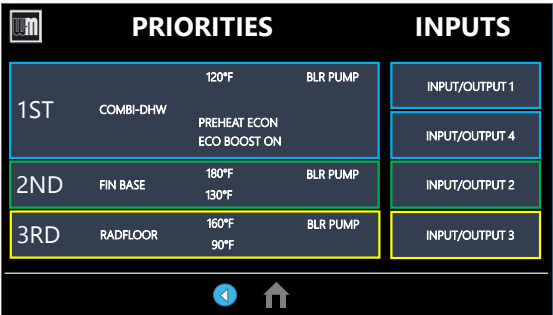 WM PRIORITIES INPUTS
120°F BLR PUMP
1ST COMBI-DHW
PREHEAT ECON
ECO BOOST ON
INPUT/OUTPUT 1
INPUT/OUTPUT 4
2ND FIN BASE 180°F BLR PUMP
130°F
INPUT/OUTPUT 2
3RD RADFLOOR 160°F BLR PUMP
90°F
INPUT/OUTPUT 3